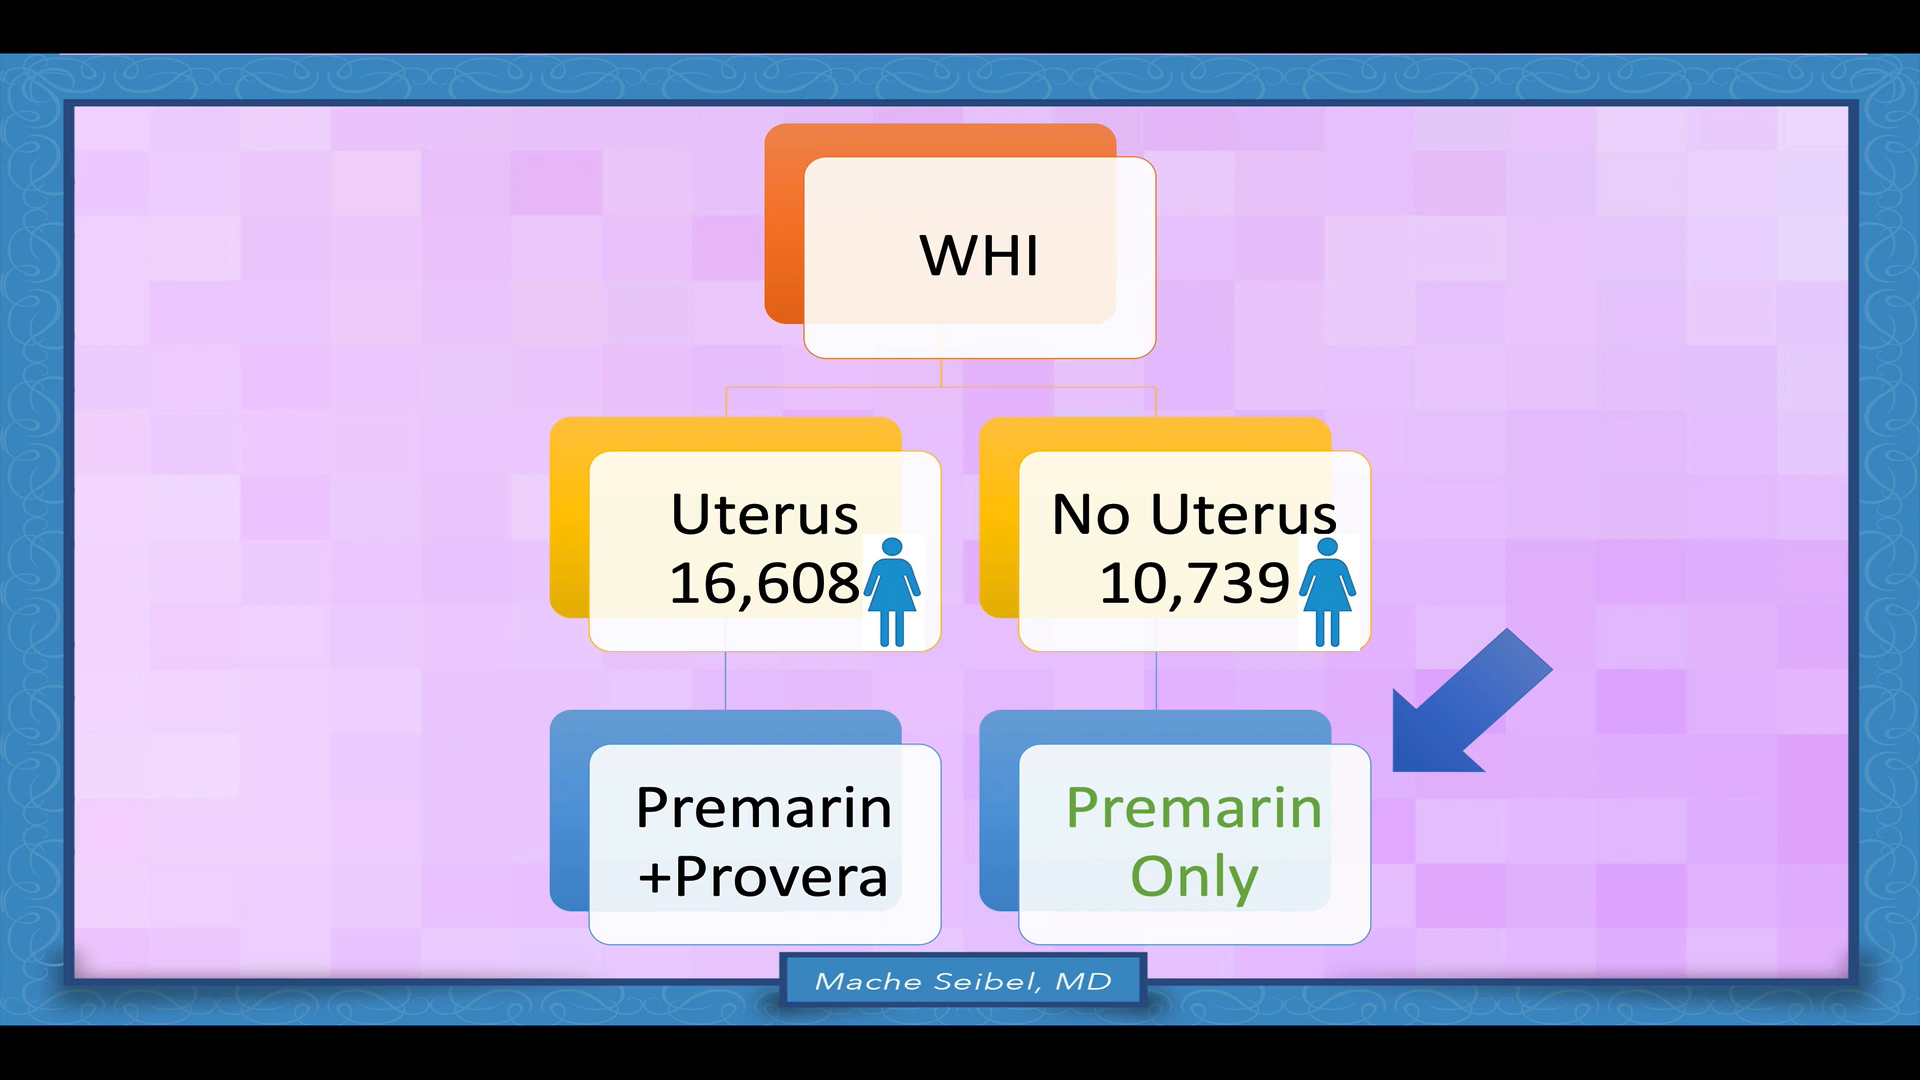 WHI
Uterus
16,608
No Uterus
10,739
Premarin
+Provera
Premarin
Only
Mache Seibel, MD